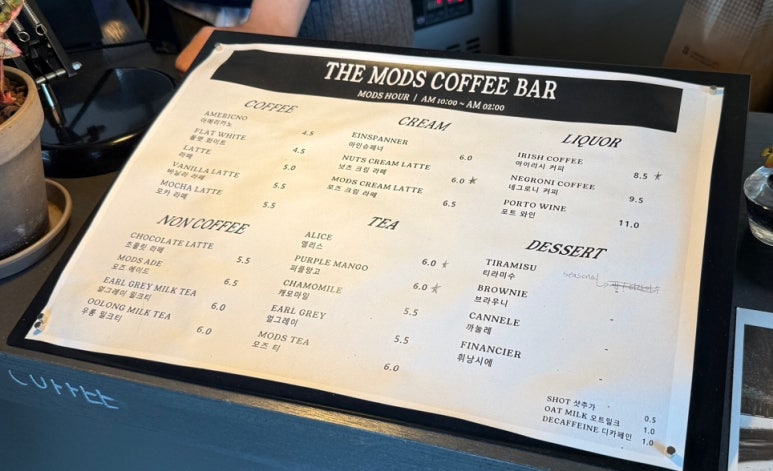 THE MODS COFFEE BAR
MODS HOUR | AM 10:00 ~ AM 02:00
COFFEE
AMERICNO 4.5
아메리카노
FLAT WHITE 4.5
플랫 화이트
LATTE 5.0
라떼
VANILLA LATTE 5.5
바닐라 라떼
MOCHA LATTE 5.5
모카 라떼
CREAM
EINSPANNER 6.0
아인슈페너
NUTS CREAM LATTE 6.0
넛츠 크림 라떼
MODS CREAM LATTE 6.5
모즈 크림 라떼
LIQUOR
IRISH COFFEE 8.5
아이리시 커피
NEGRONI COFFEE 9.5
네그로니 커피
PORTO WINE 11.0
포트 와인
NON COFFEE
CHOCOLATE LATTE 5.5
초콜릿 라떼
MODS ADE 6.5
모즈 에이드
EARL GREY MILK TEA 6.0
얼그레이 밀크티
OOLONG MILK TEA 6.0
우롱 밀크티
TEA
ALICE 6.0
앨리스
PURPLE MANGO 6.0
퍼플망고
CHAMOMILE 5.5
캐모마일
EARL GREY 5.5
얼그레이
MODS TEA 6.0
모즈 티
DESSERT
TIRAMISU
티라미수
seasonal
BROWNIE -
브라우니
CANNELE -
까눌레
FINANCIER -
휘낭시에
SHOT 샷추가 0.5
OAT MILK 오트밀크 1.0
DECAFFEINE 디카페인 1.0